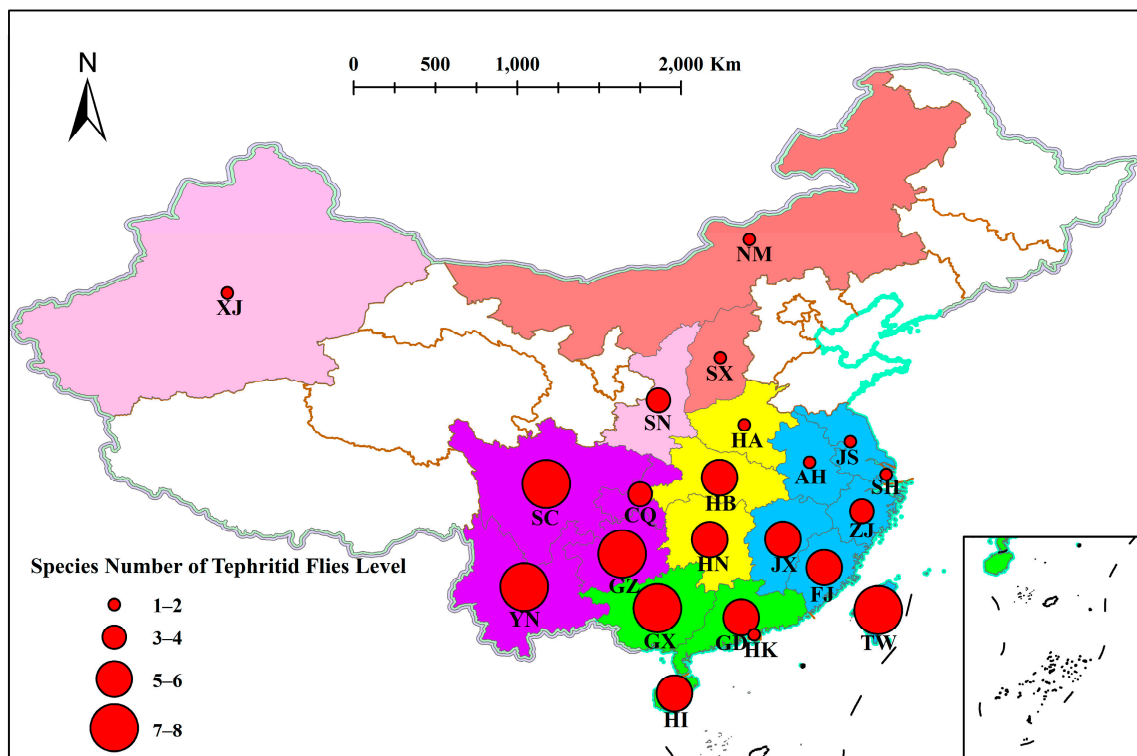 N
0 500 1,000 2,000 Km
NM
XJ
SX
SN
HA
JS
AH
SH
HB
SC
CQ
ZJ
HN
JX
GZ
FJ
YN
GX
GD
HK
TW
HI
Species Number of Tephritid Flies Level
1–2
3–4
5–6
7–8